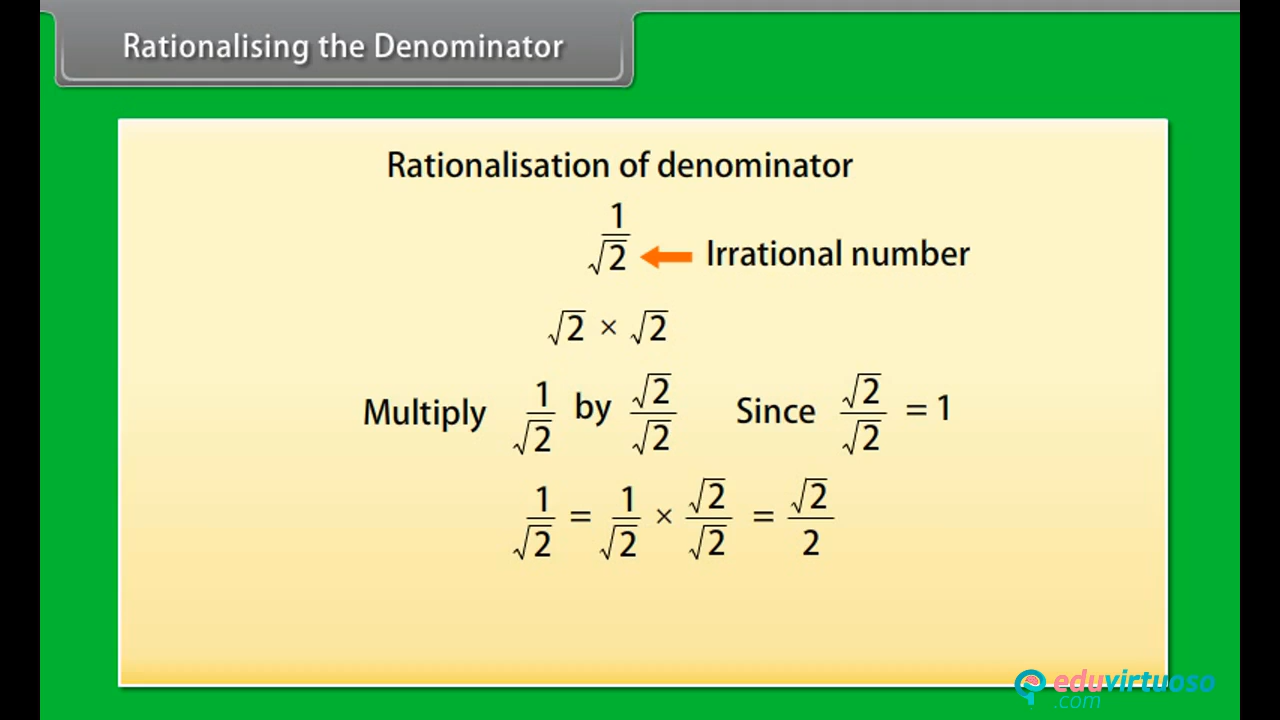 Rationalising the Denominator
Rationalisation of denominator
1/√2 Irrational number
√2 × √2
Multiply 1/√2 by √2/√2 Since √2/√2 = 1
1/√2 = 1/√2 × √2/√2 = √2/2
eduvirtuoso
.com